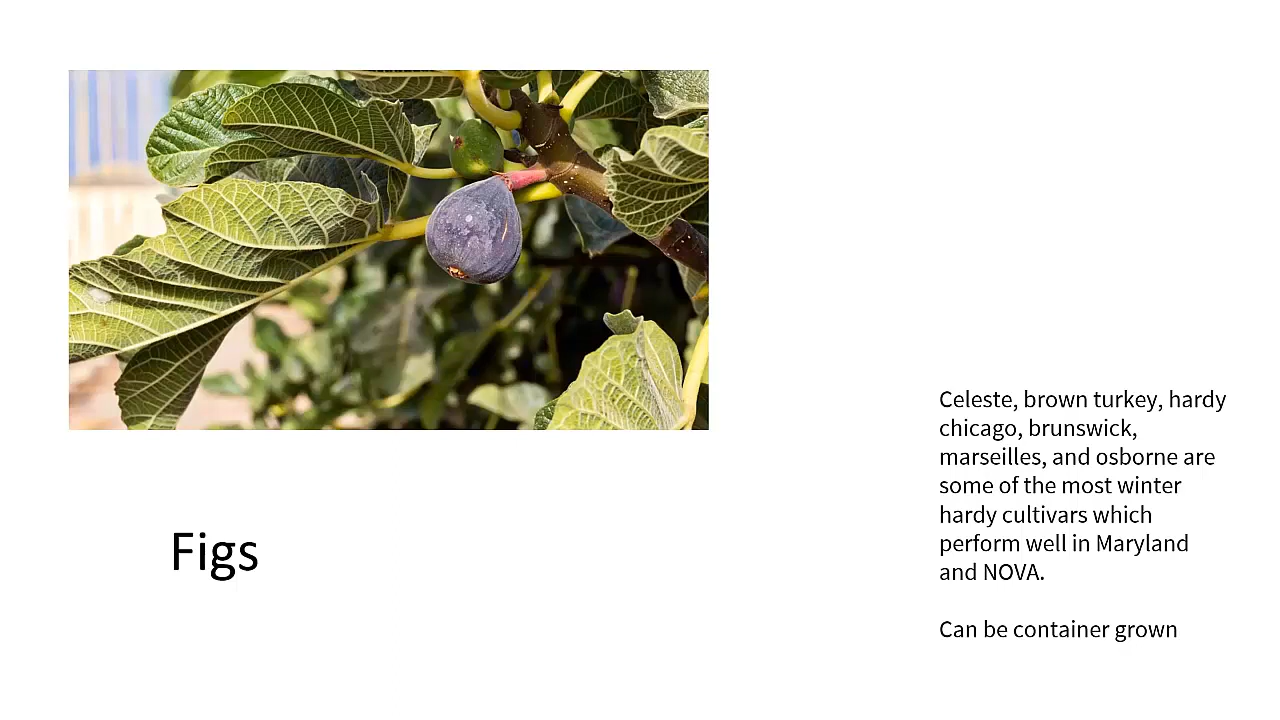 Figs
Celeste, brown turkey, hardy
chicago, brunswick,
marseilles, and osborne are
some of the most winter
hardy cultivars which
perform well in Maryland
and NOVA.
Can be container grown